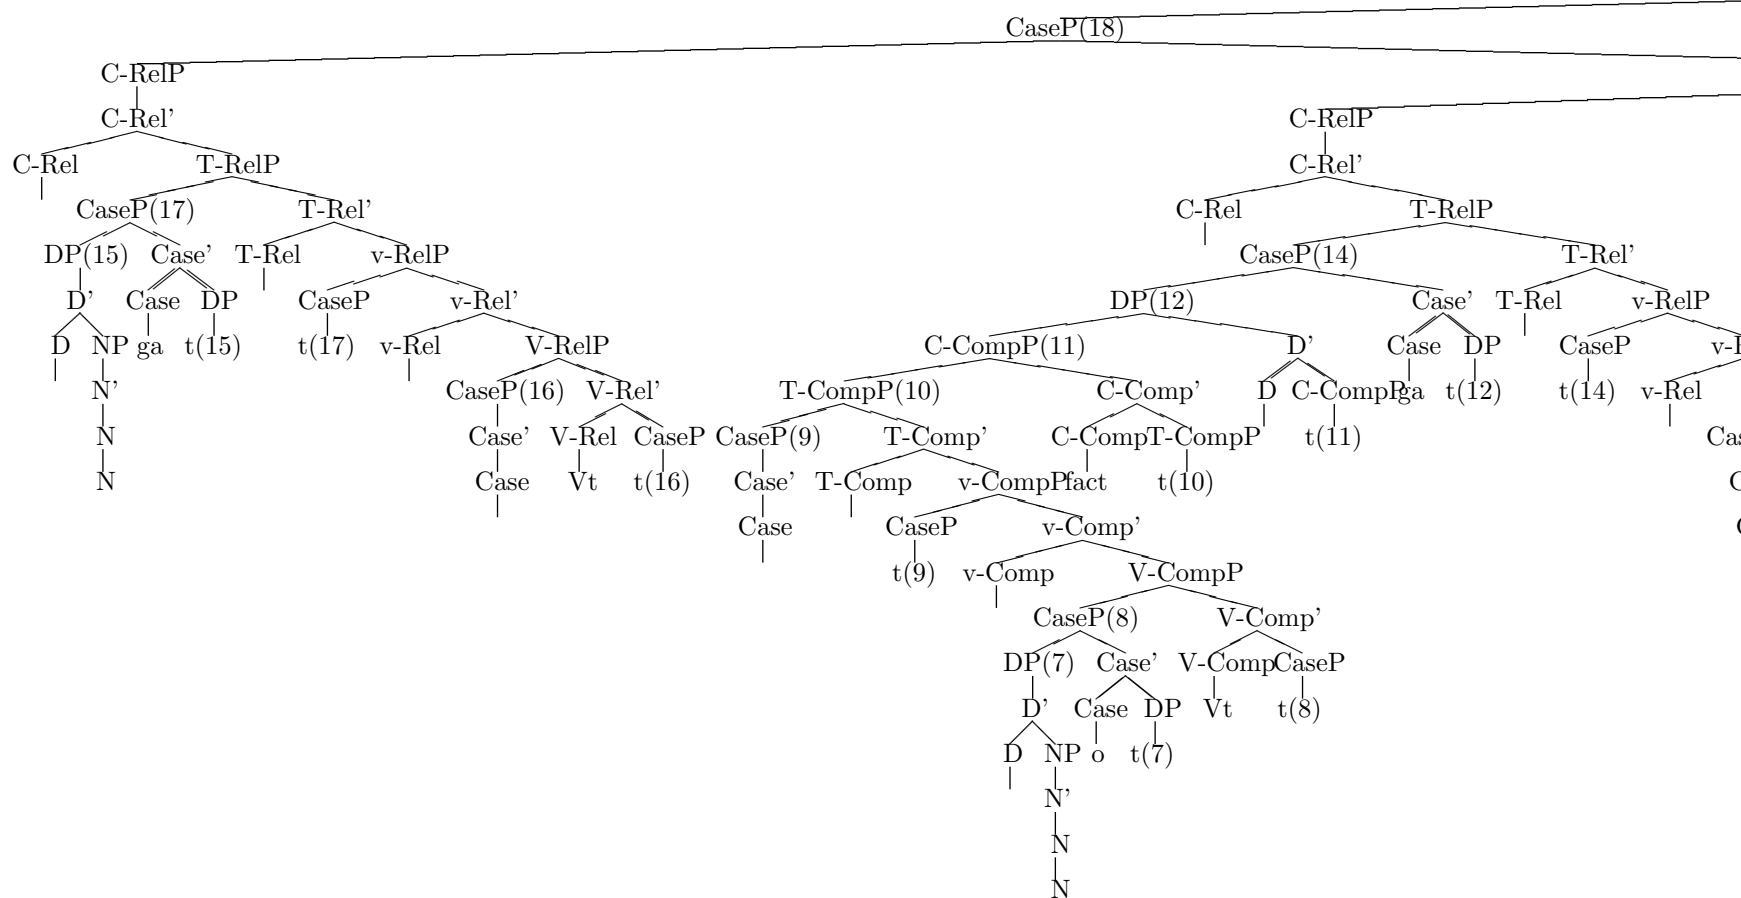 CaseP(18)
C-RelP
C-Rel' C-RelP
C-Rel T-RelP C-Rel'
CaseP(17) T-Rel' C-Rel T-RelP
DP(15) Case' T-Rel v-RelP CaseP(14) T-Rel'
D' Case DP CaseP v-Rel' DP(12) Case' T-Rel v-RelP
D NP ga t(15) t(17) v-Rel V-RelP C-CompP(11) D' Case DP CaseP
N' CaseP(16) V-Rel' T-CompP(10) C-Comp' D C-CompP ga t(12) t(14) v-Rel
N Case' V-Rel CaseP CaseP(9) T-Comp' C-Comp T-CompP t(11)
N Case Vt t(16) Case' T-Comp v-CompP fact t(10)
Case CaseP v-Comp'
t(9) v-Comp V-CompP
CaseP(8) V-Comp'
DP(7) Case' V-Comp CaseP
D' Case DP Vt t(8)
D NP o t(7)
N'
N
N